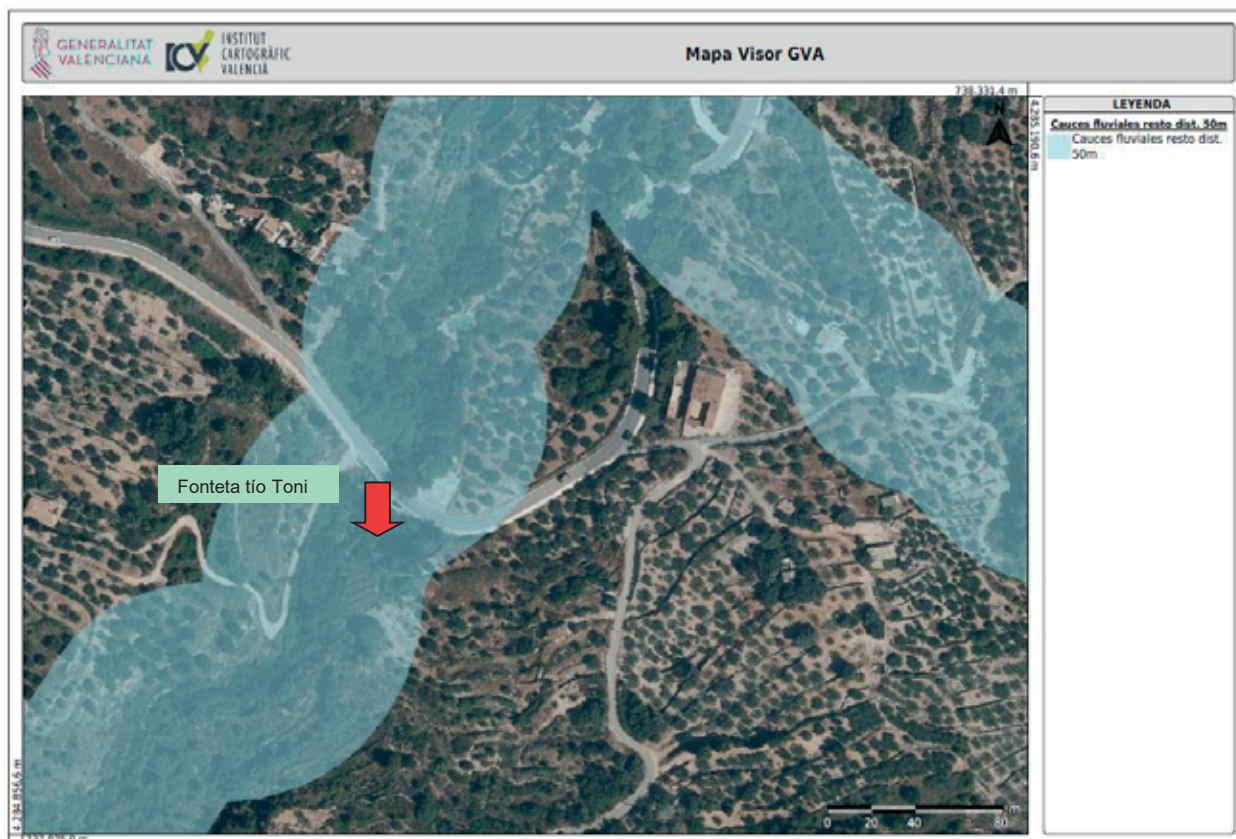 GENERALITAT
VALENCIANA
ICV
INSTITUT
CARTOGRÀFIC
VALENCIÀ
Mapa Visor GVA
738.331,4 m
4.285.190,6 m
N
LEYENDA
Cauces fluviales resto dist. 50m
Cauces fluviales resto dist.
50m
Fonteta tío Toni
4.284.856,6 m
m
0 20 40 80